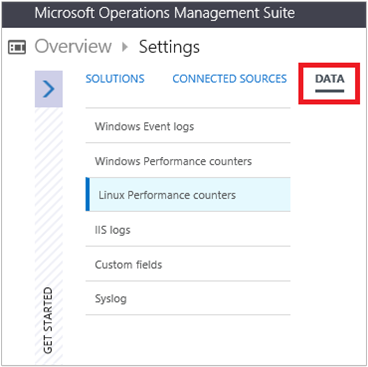 Microsoft Operations Management Suite
Overview Settings
SOLUTIONS CONNECTED SOURCES DATA
Windows Event logs
Windows Performance counters
Linux Performance counters
IIS logs
Custom fields
Syslog
GET STARTED